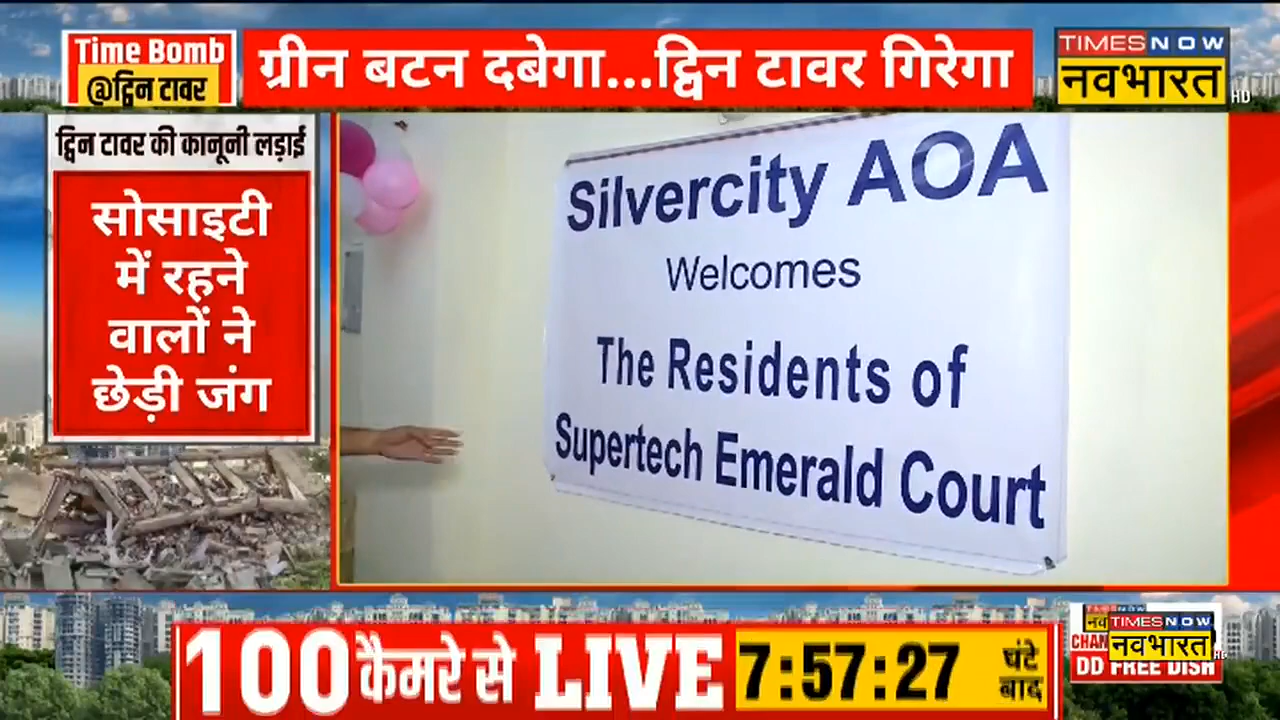 Time Bomb
@ट्विन टावर
ग्रीन बटन दबेगा...ट्विन टावर गिरेगा
TIMES NOW
नवभारत
HD
ट्विन टावर की कानूनी लड़ाई
सोसाइटी
में रहने
वालों ने
छेड़ी जंग
Silvercity AOA
Welcomes
The Residents of
Supertech Emerald Court
100 कैमरे से LIVE
7:57:27
घंटे
बाद
TIMES NOW
नवभारत
DD FREE DISH